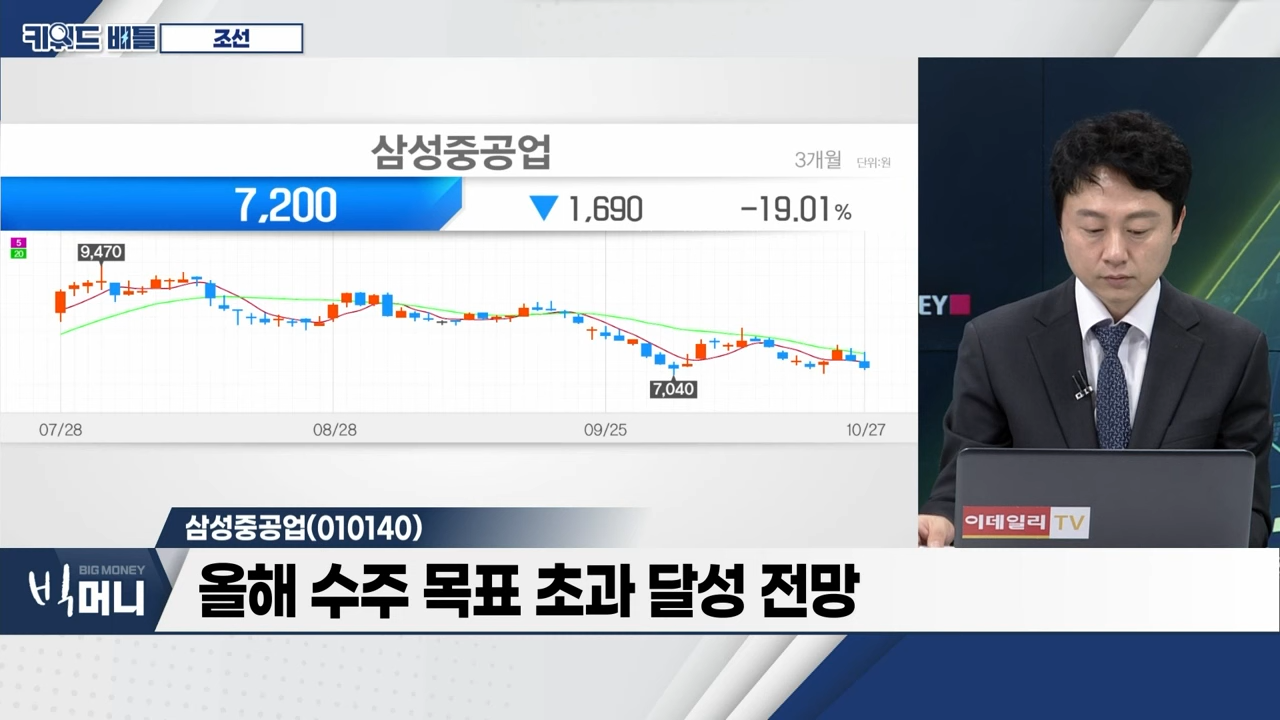 키워드 배틀 조선
삼성중공업
3개월 단위:원
7,200 ▼ 1,690 -19.01%
5
20
9,470
7,040
07/28 08/28 09/25 10/27
EY
이데일리 TV
삼성중공업(010140)
BIG MONEY
빅머니
올해 수주 목표 초과 달성 전망